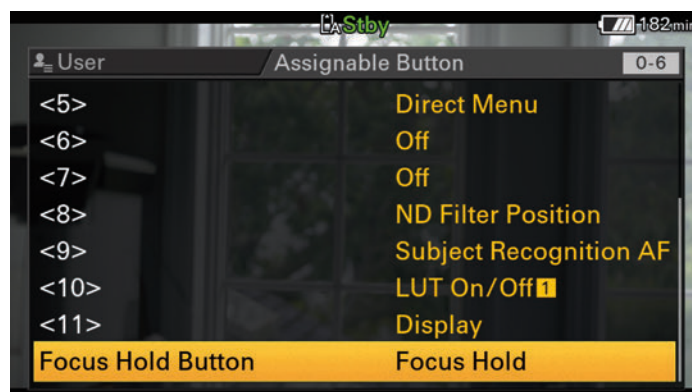 A Stby 182min
User Assignable Button 0-6
<5> Direct Menu
<6> Off
<7> Off
<8> ND Filter Position
<9> Subject Recognition AF
<10> LUT On/Off 1
<11> Display
Focus Hold Button Focus Hold